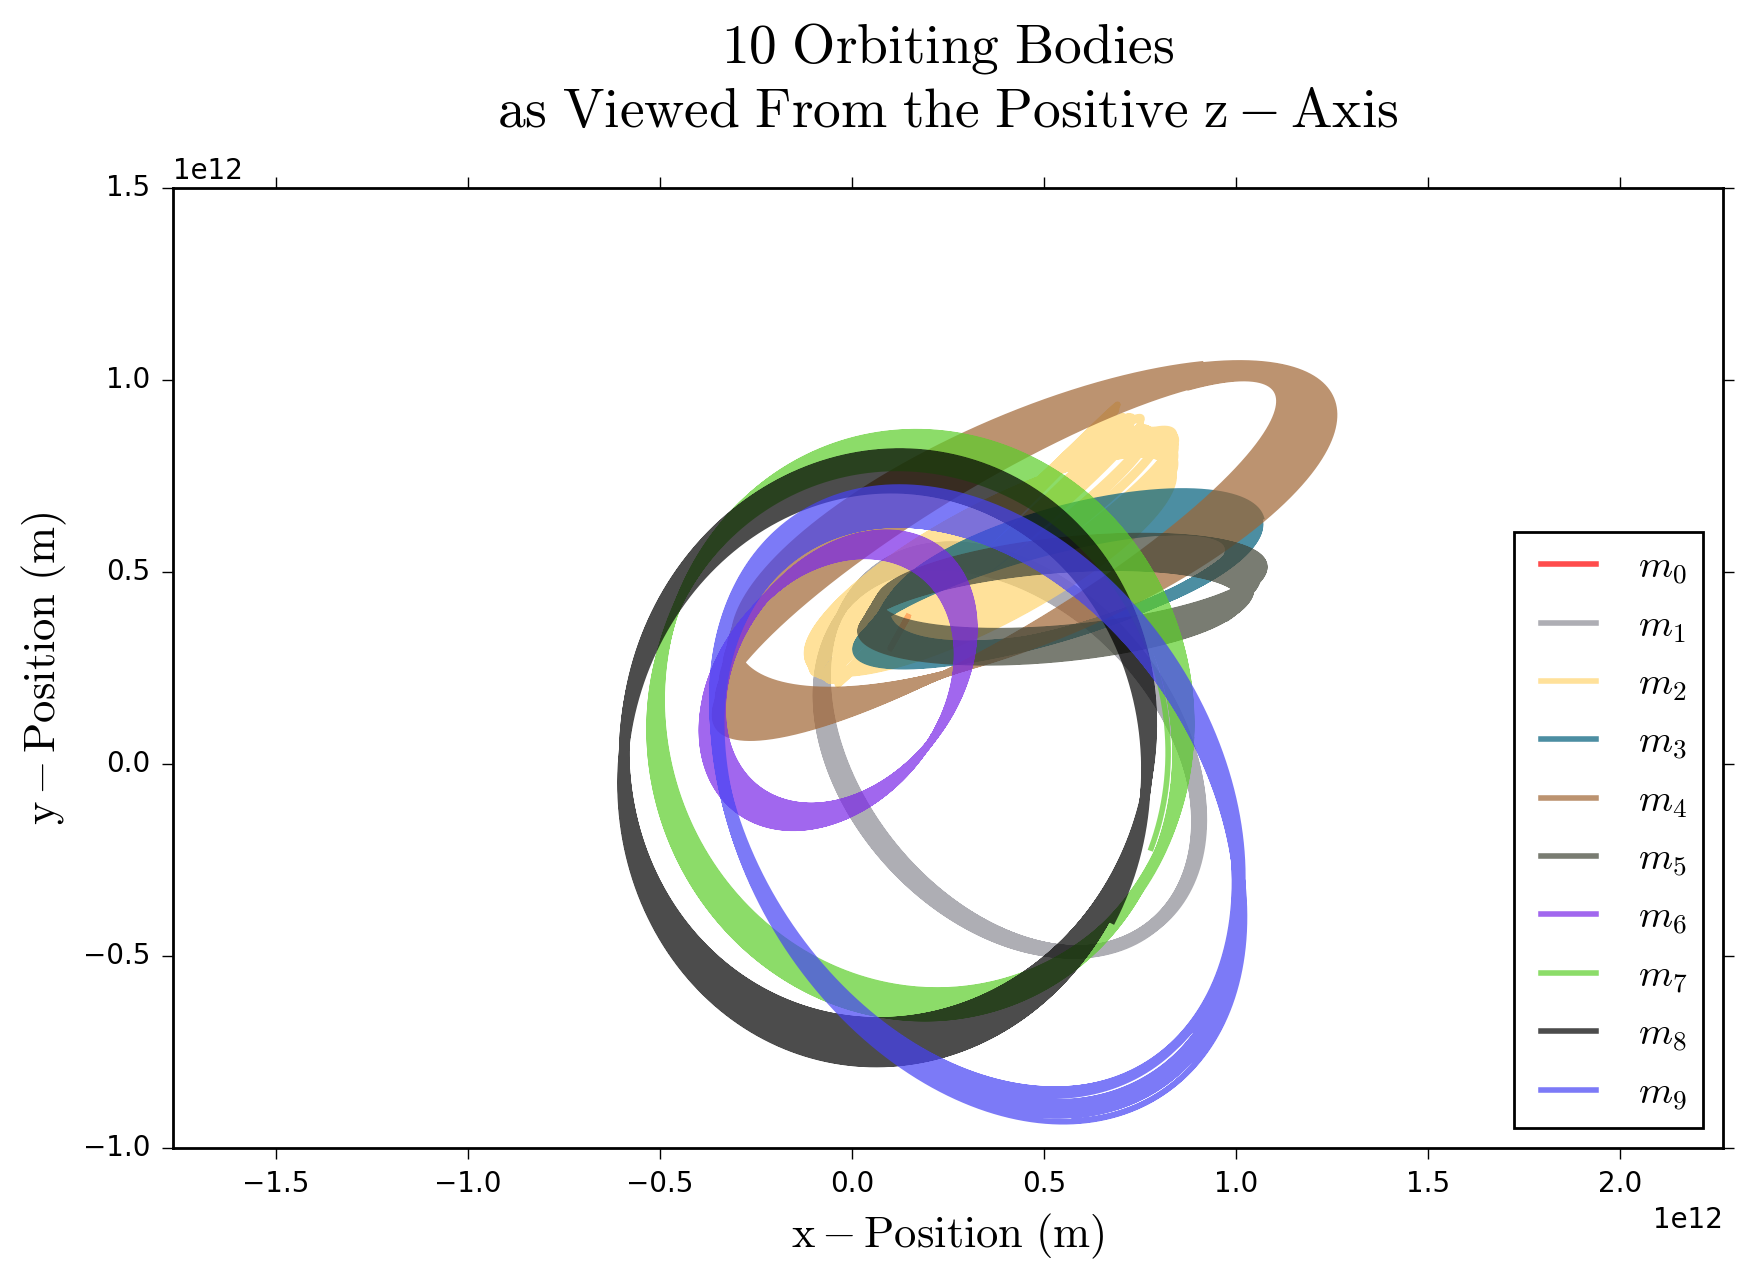 10 Orbiting Bodies
as Viewed From the Positive z − Axis
1e12
1.5
1.0
0.5
0.0
−0.5
−1.0
y − Position (m)
m₀
m₁
m₂
m₃
m₄
m₅
m₆
m₇
m₈
m₉
−1.5 −1.0 −0.5 0.0 0.5 1.0 1.5 2.0
1e12
x − Position (m)